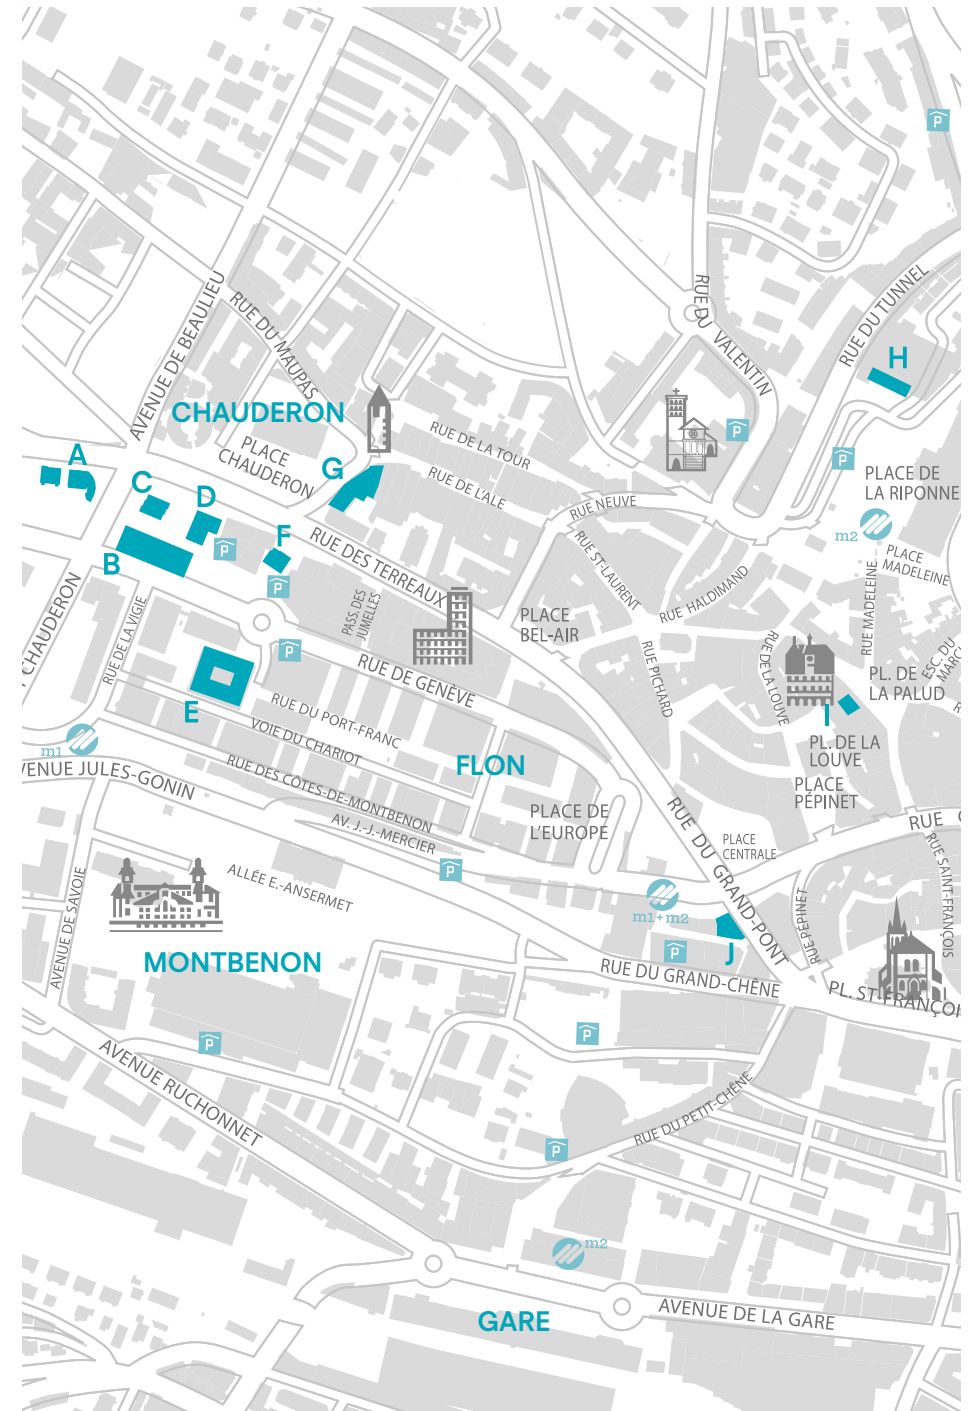 P
RUE DU TUNNEL
RUE DU VALENTIN
AVENUE DE BEAULIEU
RUE DU MAUPAS
H
CHAUDERON
PLACE
CHAUDERON
RUE DE LA TOUR
P
A
G
RUE DE L'ALE
P
PLACE DE
LA RIPONNE
C
D
RUE NEUVE
m2
F
B
P
RUE DES TERREAUX
RUE ST-LAURENT
PLACE
MADELEINE
P
RUE HALDIMAND
RUE MADELEINE
CHAUDERON
RUE DE LA VIGIE
PASS. DES
JUMELLES
PLACE
BEL-AIR
P
RUE DE GENÈVE
RUE PICHARD
RUE DE LA LOUVE
PL. DE
LA PALUD
ESC. DU
E
RUE DU PORT-FRANC
I
VOIE DU CHARIOT
m1
PL. DE LA
LOUVE
RUE DES CÔTES-DE-MONTBENON
FLON
VENUE JULES-GONIN
PLACE
PÉPINET
PLACE DE
L'EUROPE
AV. J.-J.-MERCIER
RUE DU GRAND-PONT
PLACE
CENTRALE
RUE
RUE SAINT-FRANÇOIS
P
ALLÉE E.-ANSERMET
AVENUE DE SAVOIE
m1+m2
RUE PÉPINET
J
P
MONTBENON
RUE DU GRAND-CHÊNE
PL. ST-FRANÇOI
P
P
AVENUE RUCHONNET
RUE DU PETIT-CHÊNE
P
m2
GARE
AVENUE DE LA GARE